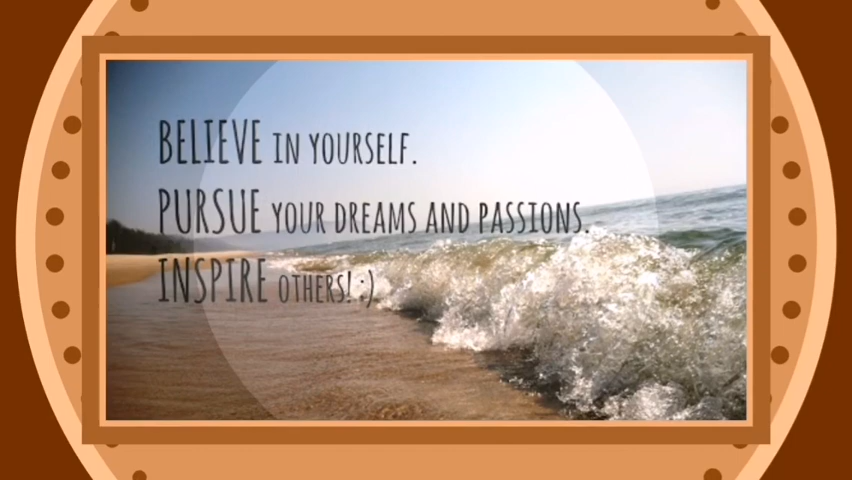 BELIEVE IN YOURSELF.
PURSUE YOUR DREAMS AND PASSIONS.
INSPIRE OTHERS! :)